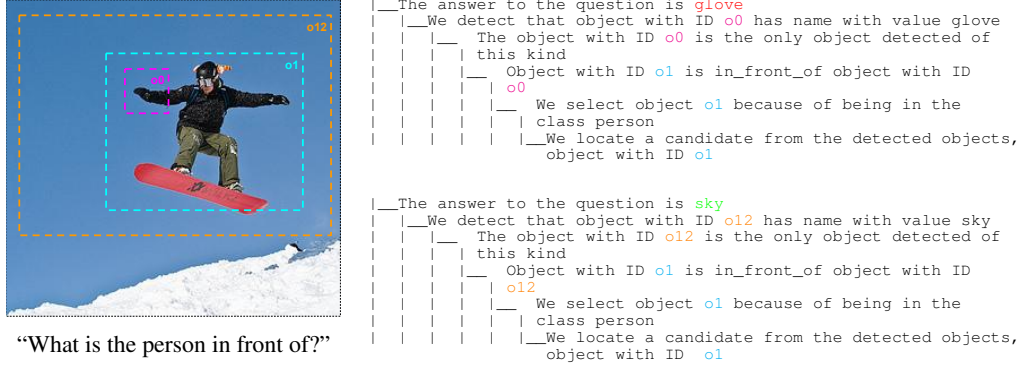 o12
o1
o0
“What is the person in front of?”
|__The answer to the question is glove
| |__We detect that object with ID o0 has name with value glove
| | |__ The object with ID o0 is the only object detected of
| | | | this kind
| | | |__ Object with ID o1 is in_front_of object with ID
| | | | | o0
| | | | |__ We select object o1 because of being in the
| | | | | | class person
| | | | | |__We locate a candidate from the detected objects,
object with ID o1
|__The answer to the question is sky
| |__We detect that object with ID o12 has name with value sky
| | |__ The object with ID o12 is the only object detected of
| | | | this kind
| | | |__ Object with ID o1 is in_front_of object with ID
| | | | | o12
| | | | |__ We select object o1 because of being in the
| | | | | | class person
| | | | | |__We locate a candidate from the detected objects,
object with ID o1